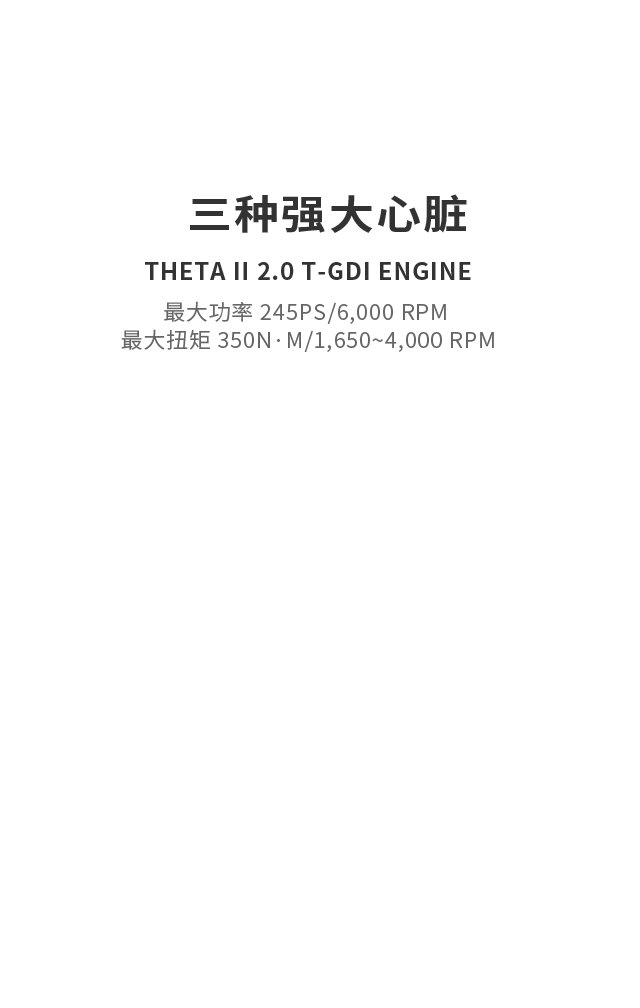 三种强大心脏
THETA II 2.0 T-GDI ENGINE
最大功率 245PS/6,000 RPM
最大扭矩 350N·M/1,650~4,000 RPM